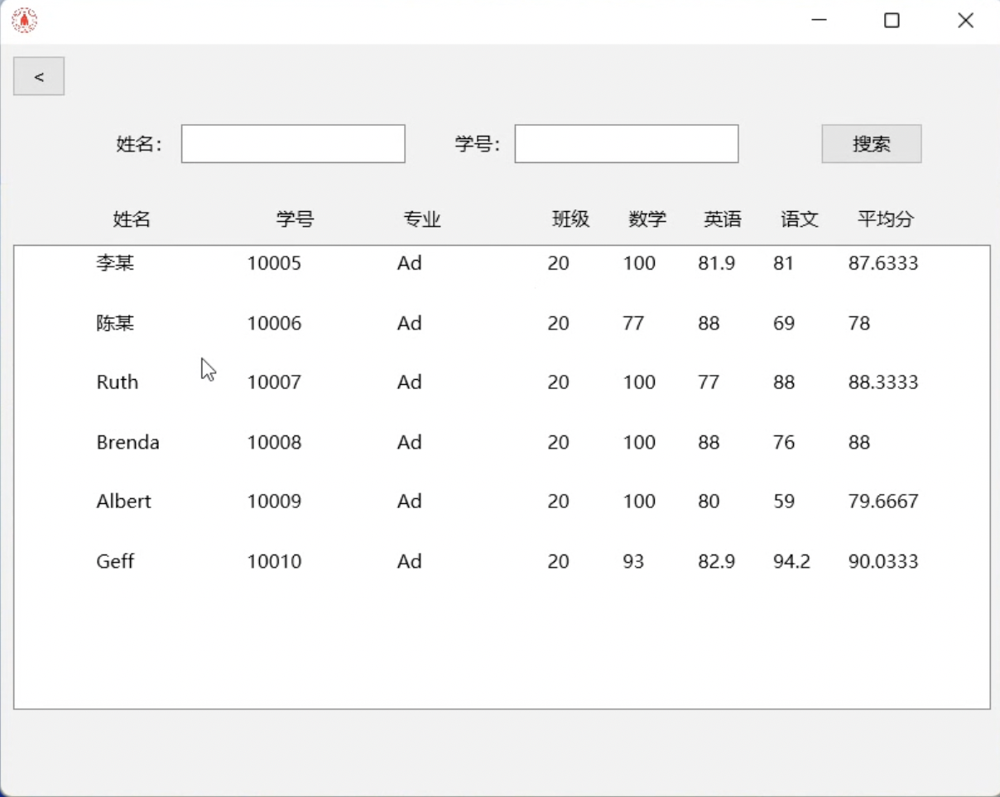 <
姓名: 学号: 搜索
姓名 学号 专业 班级 数学 英语 语文 平均分
李某 10005 Ad 20 100 81.9 81 87.6333
陈某 10006 Ad 20 77 88 69 78
Ruth 10007 Ad 20 100 77 88 88.3333
Brenda 10008 Ad 20 100 88 76 88
Albert 10009 Ad 20 100 80 59 79.6667
Geff 10010 Ad 20 93 82.9 94.2 90.0333